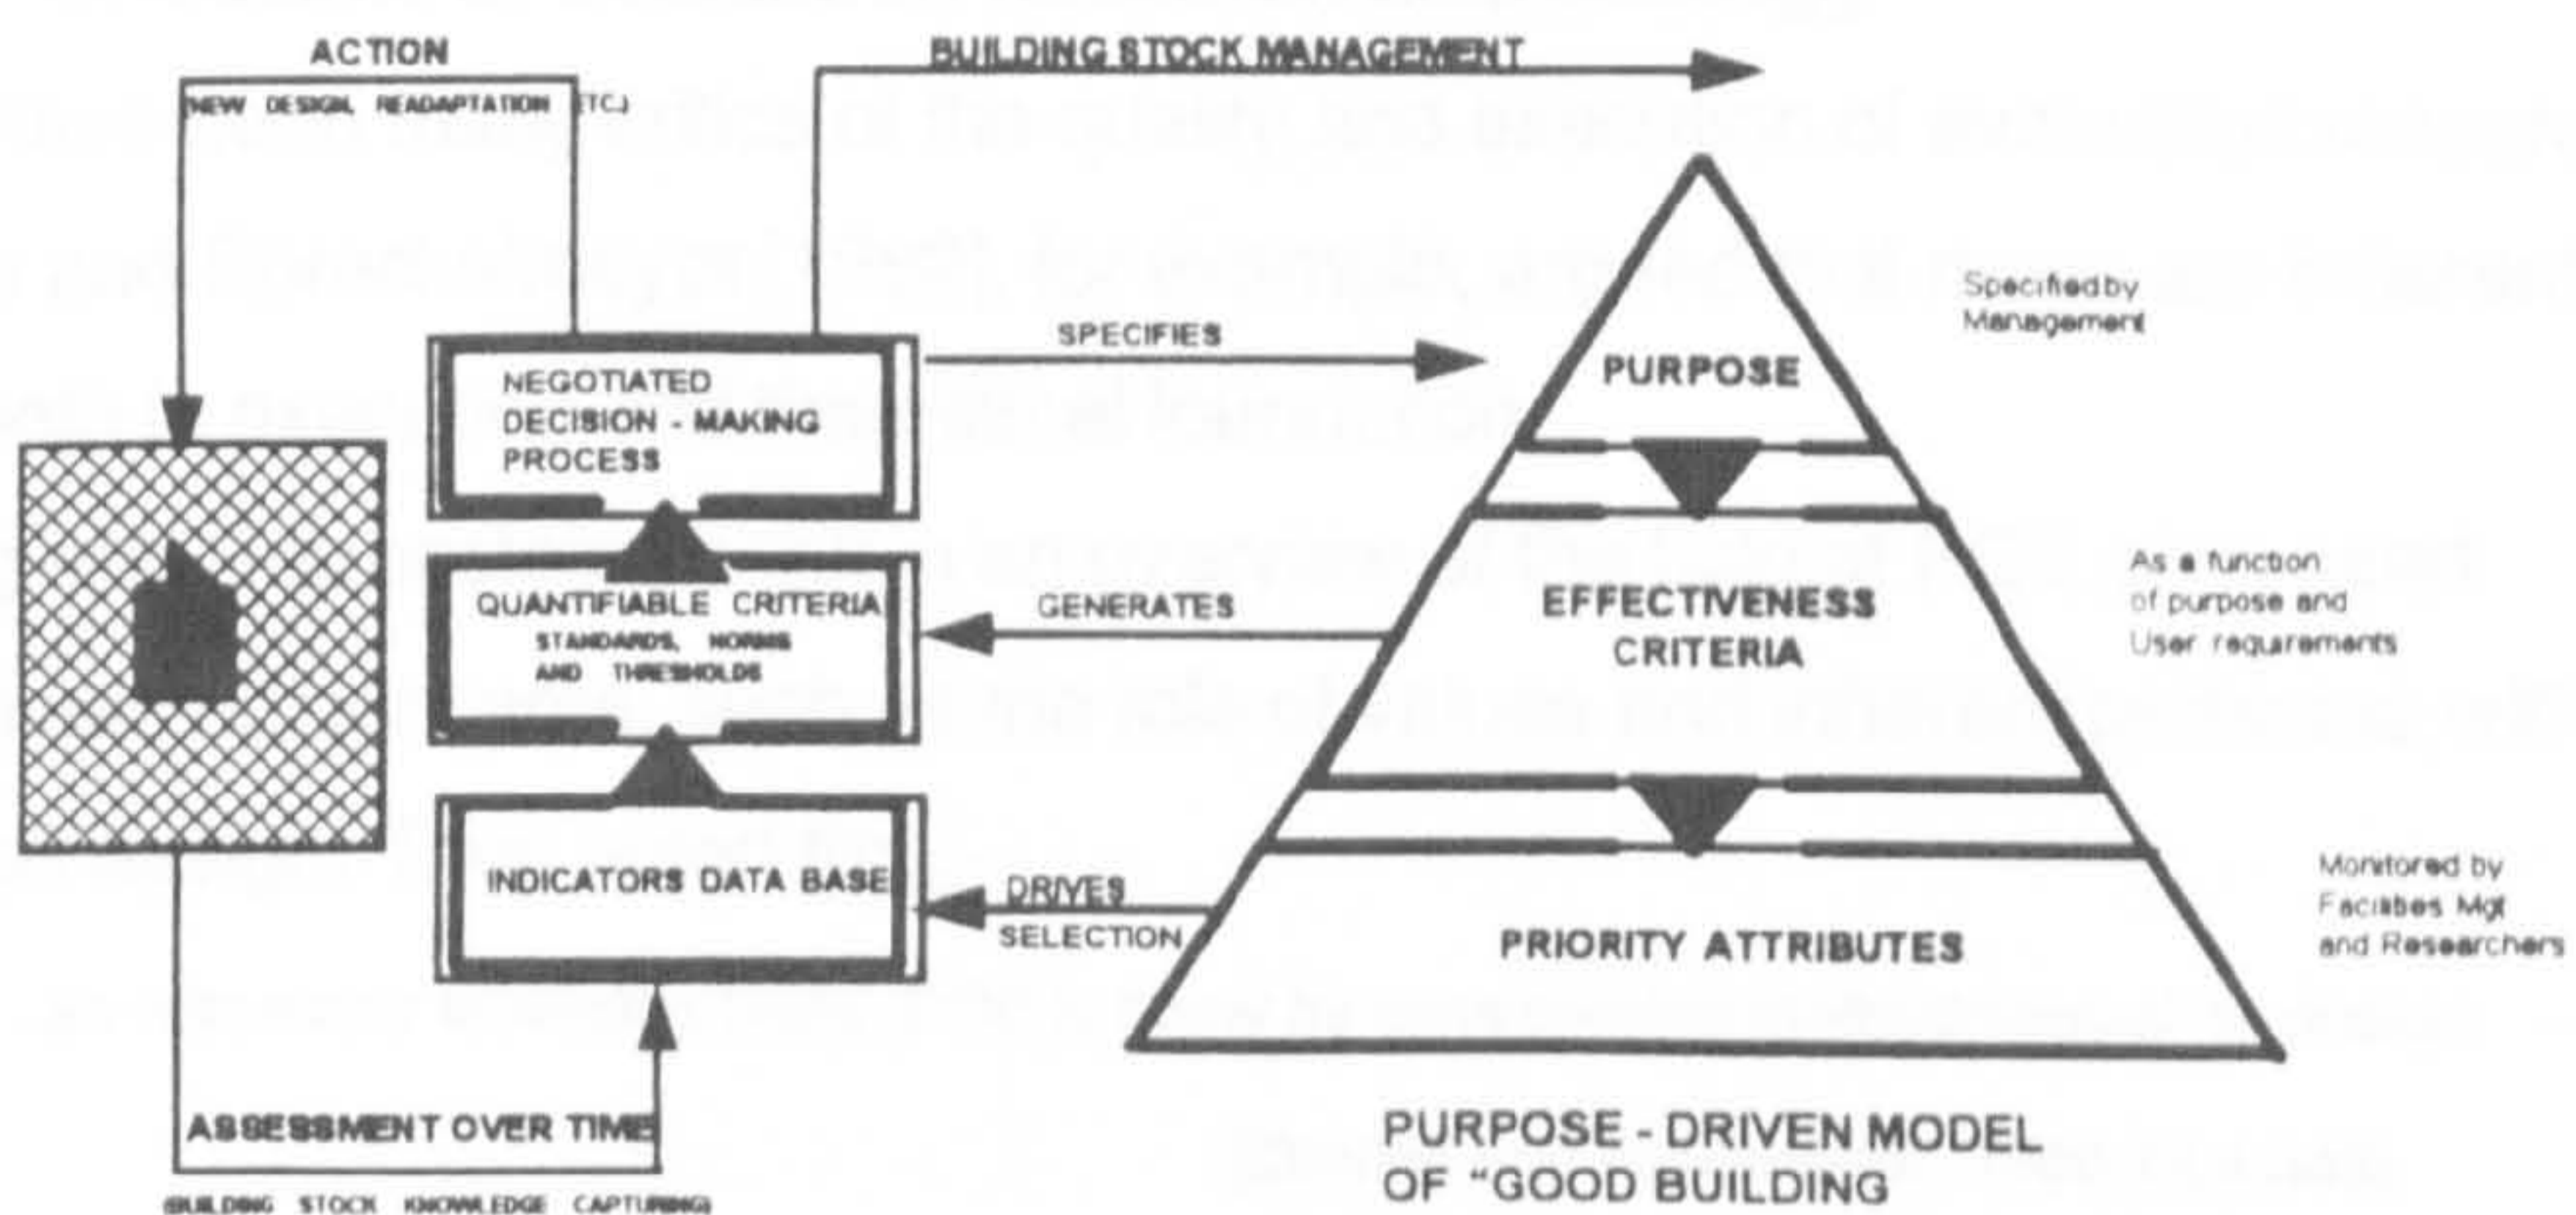 ACTION
(NEW DESIGN, READAPTATION ETC.)
BUILDING STOCK MANAGEMENT
NEGOTIATED
DECISION - MAKING
PROCESS
SPECIFIES
QUANTIFIABLE CRITERIA
STANDARDS, NORMS
AND THRESHOLDS
GENERATES
INDICATORS DATA BASE
DRIVES
SELECTION
ASSESSMENT OVER TIME
(BUILDING STOCK KNOWLEDGE CAPTURING)
PURPOSE
EFFECTIVENESS
CRITERIA
PRIORITY ATTRIBUTES
Specified by
Management
As a function
of purpose and
User requirements
Monitored by
Facilities Mgt
and Researchers
PURPOSE - DRIVEN MODEL
OF “GOOD BUILDING